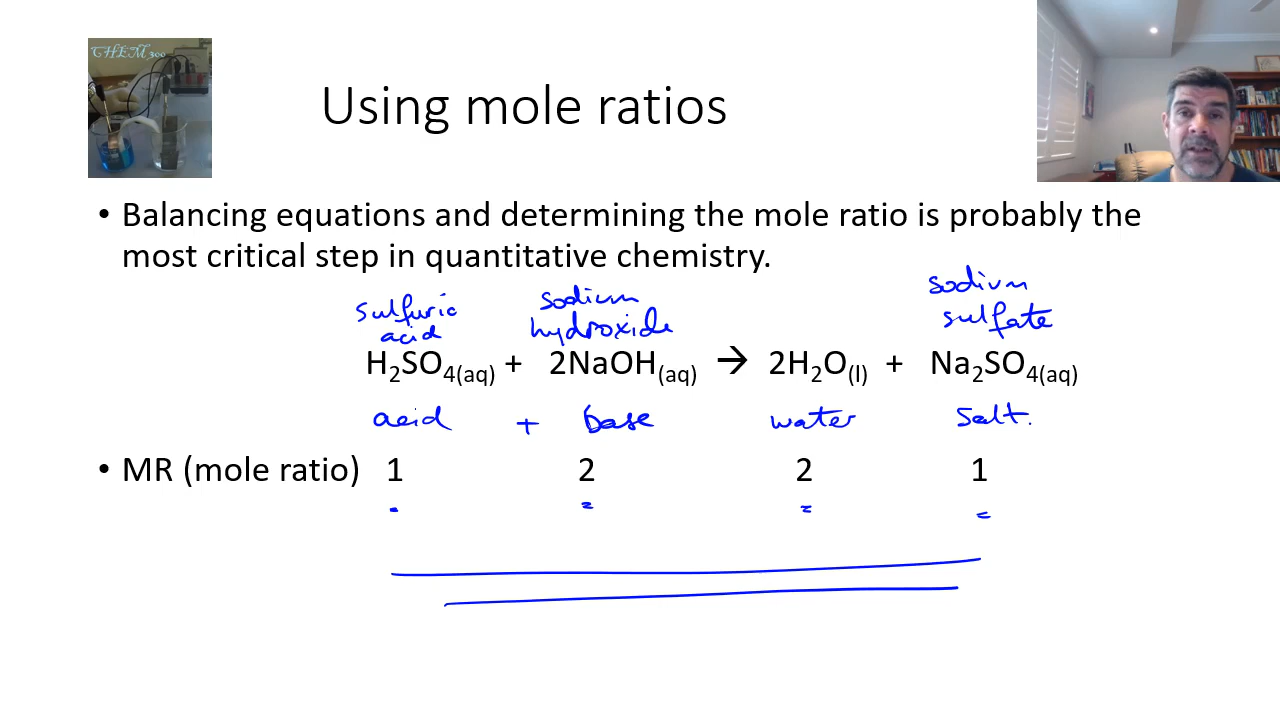 CHEM 300
Using mole ratios
• Balancing equations and determining the mole ratio is probably the
most critical step in quantitative chemistry.
sulfuric acid sodium hydroxide sodium sulfate
H₂SO₄(aq) + 2NaOH(aq) → 2H₂O(l) + Na₂SO₄(aq)
acid + base water salt.
• MR (mole ratio) 1 2 2 1